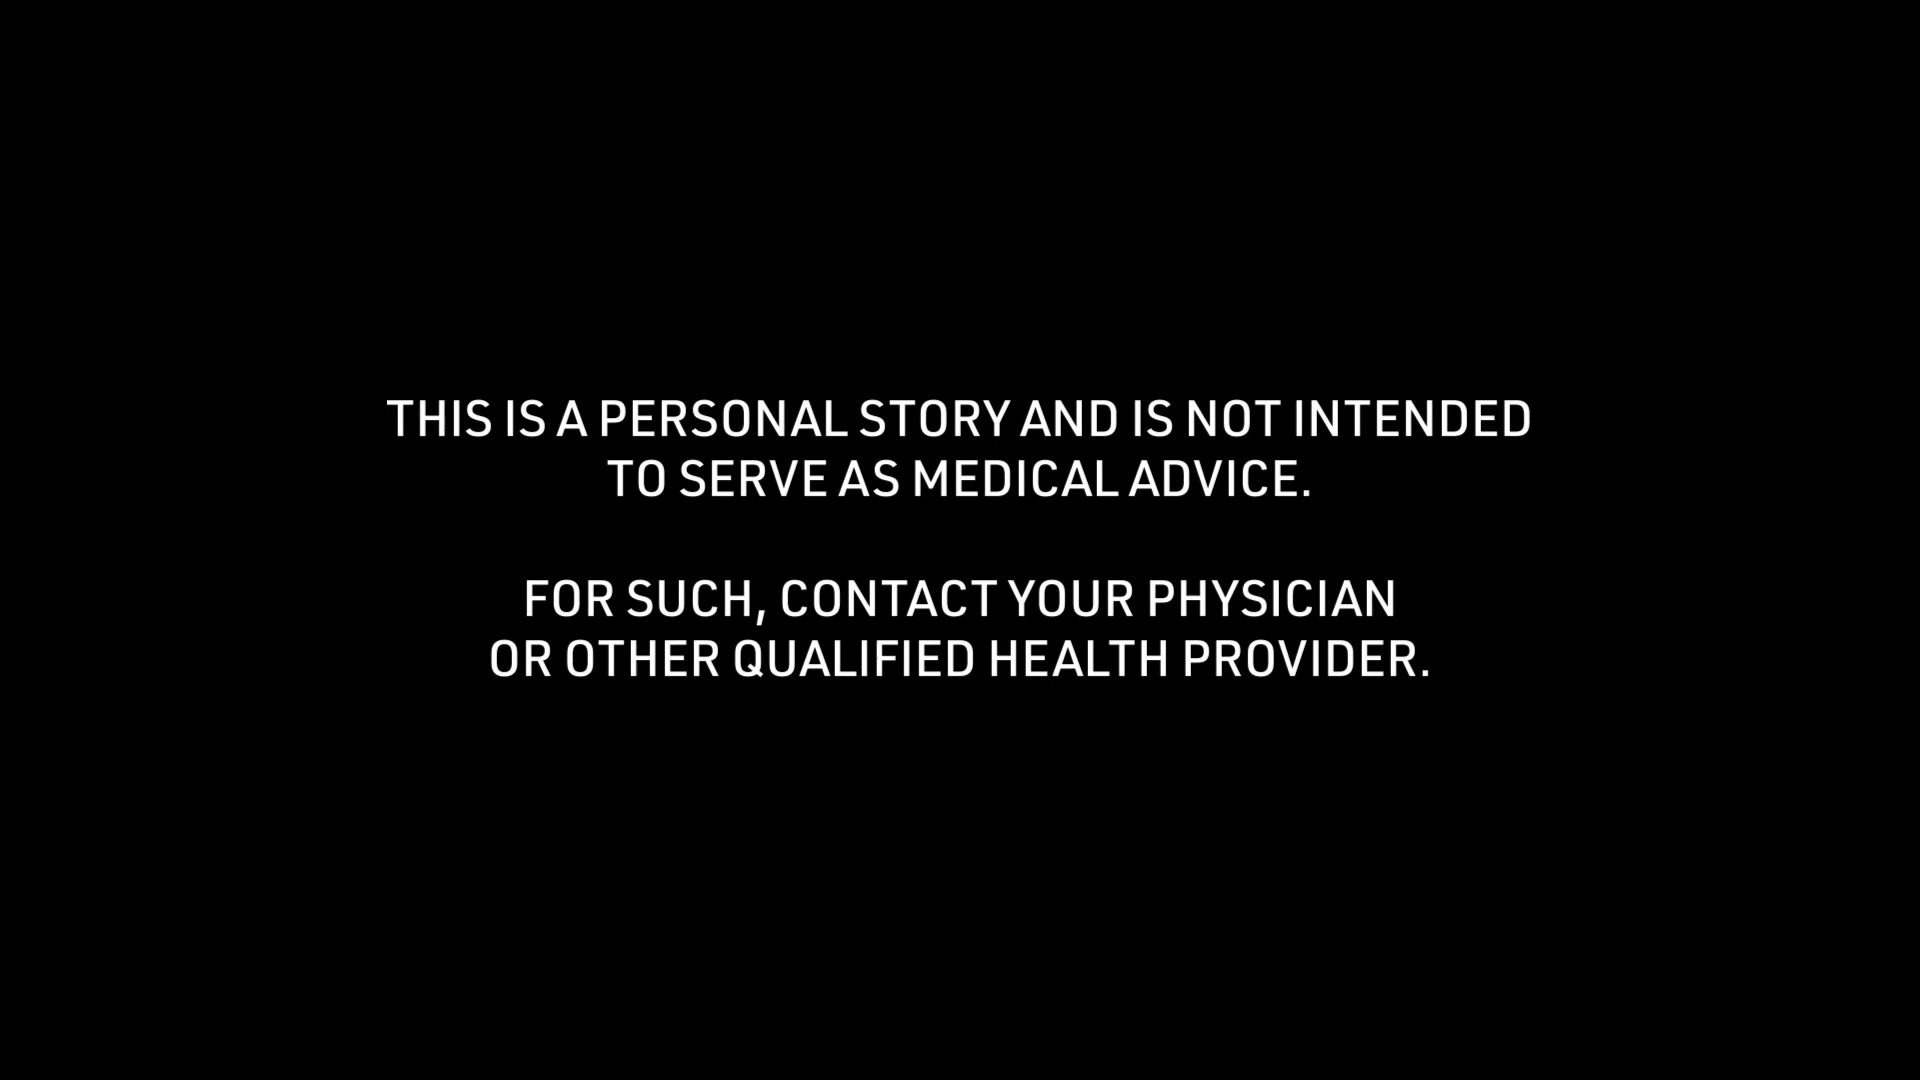 THIS IS A PERSONAL STORY AND IS NOT INTENDED
TO SERVE AS MEDICAL ADVICE.
FOR SUCH, CONTACT YOUR PHYSICIAN
OR OTHER QUALIFIED HEALTH PROVIDER.